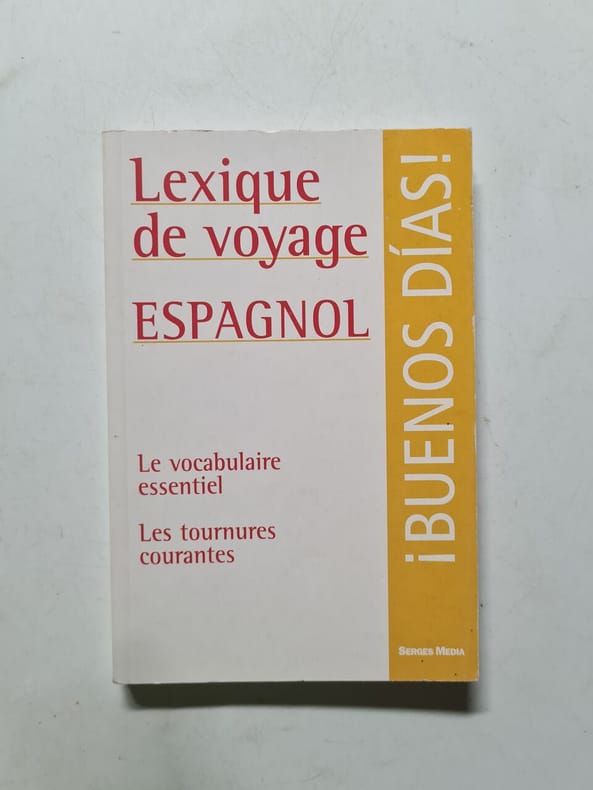 Lexique
de voyage
ESPAGNOL
Le vocabulaire
essentiel
Les tournures
courantes
¡BUENOS DÍAS!
SERGES MEDIA